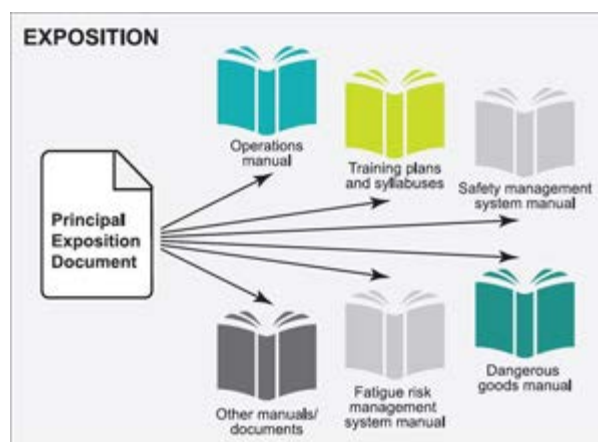 EXPOSITION
Operations
manual
Training plans
and syllabuses
Safety management
system manual
Principal
Exposition
Document
Other manuals/
documents
Fatigue risk
management
system manual
Dangerous
goods manual